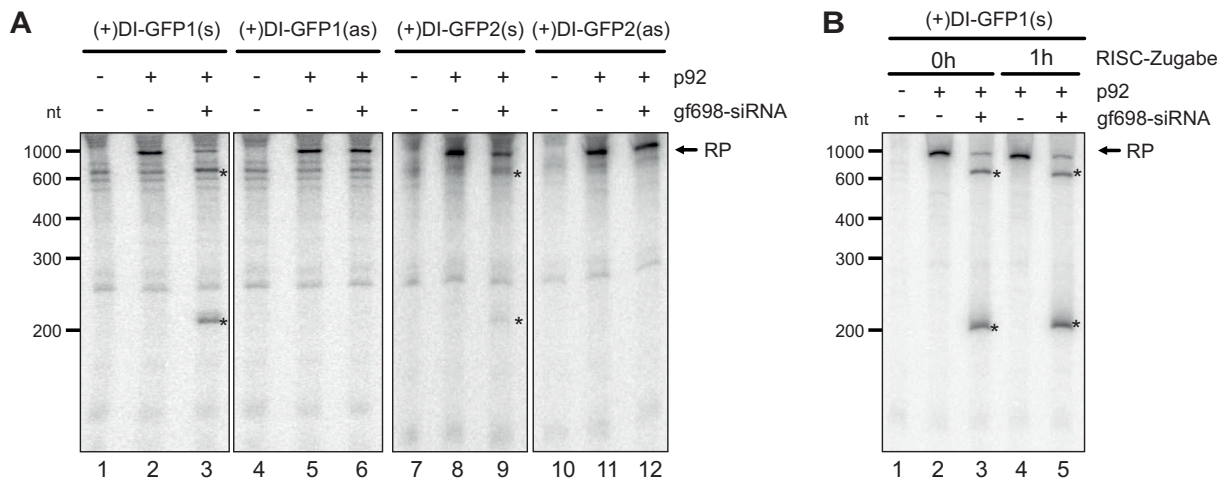 A
(+)DI-GFP1(s) (+)DI-GFP1(as) (+)DI-GFP2(s) (+)DI-GFP2(as)
- + + - + + - + + - + + p92
nt - - + - - + - - + - - + gf698-siRNA
1000
600
400
300
200
* * * *
RP
1 2 3 4 5 6 7 8 9 10 11 12
B
(+)DI-GFP1(s)
0h 1h RISC-Zugabe
- + + + + p92
nt - - + - + gf698-siRNA
1000
600
400
300
200
* * * *
RP
1 2 3 4 5